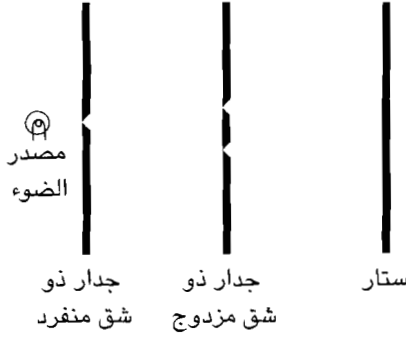 مصدر
الضوء
جدار ذو
شق منفرد
جدار ذو
شق مزدوج
ستار